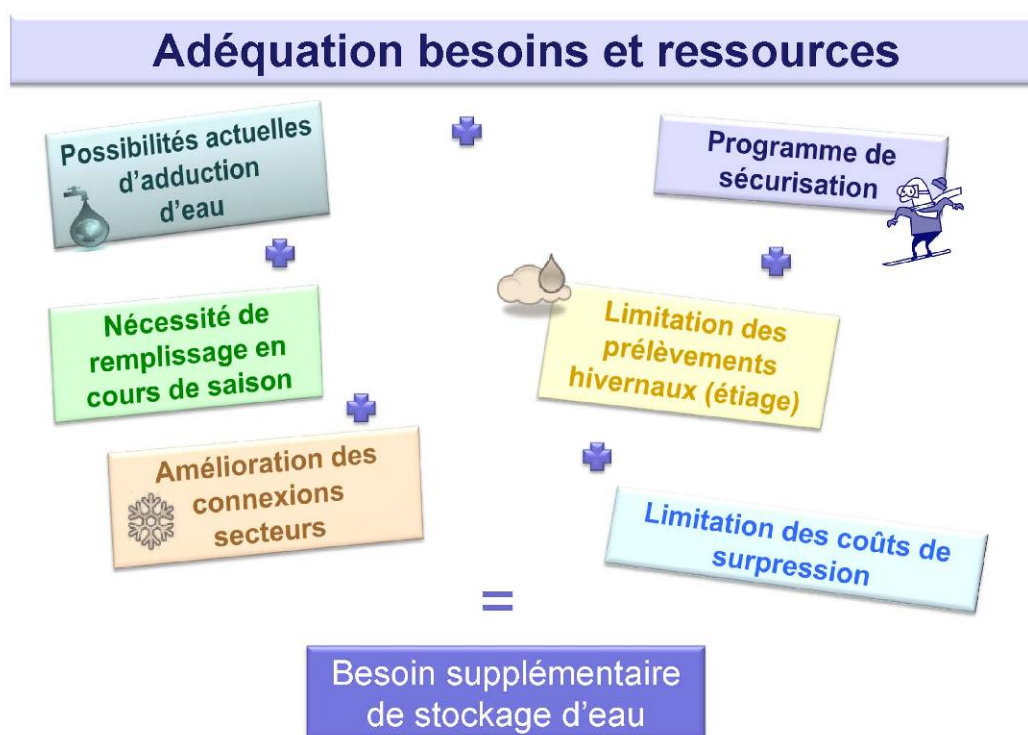 Adéquation besoins et ressources
Possibilités actuelles
d’adduction
d’eau
Programme de
sécurisation
Nécessité de
remplissage en
cours de saison
Limitation des
prélèvements
hivernaux (étiage)
Amélioration des
connexions
secteurs
Limitation des coûts de
surpression
=
Besoin supplémentaire
de stockage d’eau